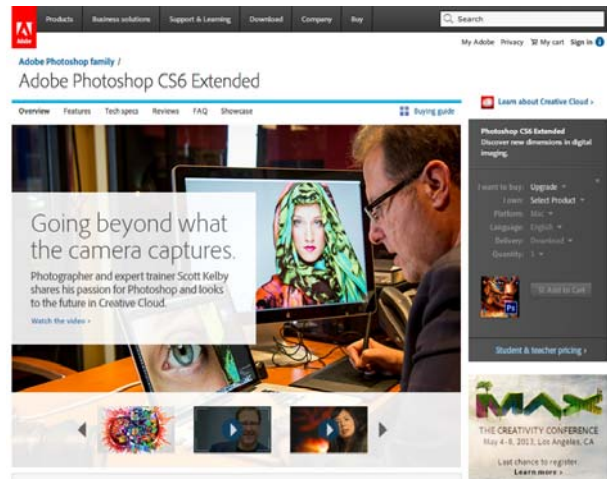 Products Business solutions Support & Learning Download Company Buy
Search
Adobe
My Adobe Privacy My cart Sign in
Adobe Photoshop family /
Adobe Photoshop CS6 Extended
Overview Features Tech specs Reviews FAQ Showcase
Buying guide
Going beyond what
the camera captures.
Photographer and expert trainer Scott Kelby
shares his passion for Photoshop and looks
to the future in Creative Cloud.
Watch the video ›
Learn about Creative Cloud ›
Photoshop CS6 Extended
Discover new dimensions in digital
imaging.
I want to buy: Upgrade
I own: Select Product
Platform: Mac
Language: English
Delivery: Download
Quantity: 1
Ps
Add to Cart
Student & teacher pricing ›
MAX
THE CREATIVITY CONFERENCE
May 4-8, 2013, Los Angeles, CA
Last chance to register.
Learn more ›